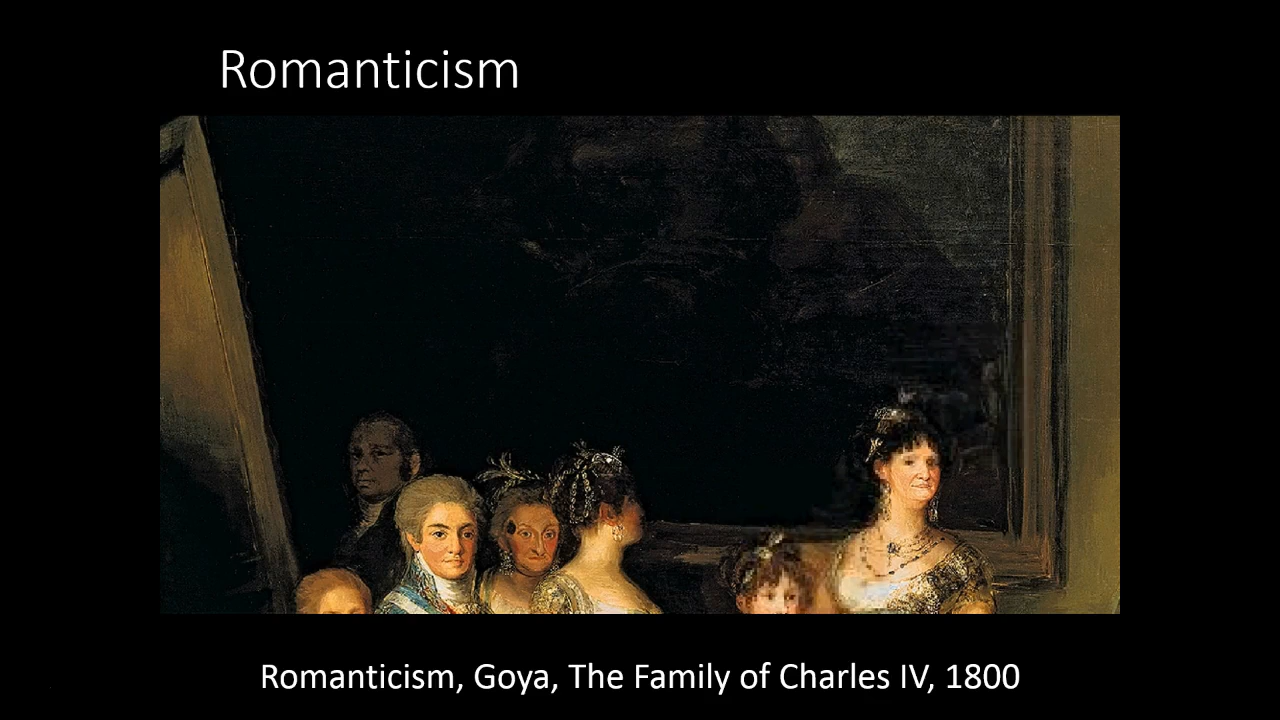 Romanticism
Romanticism, Goya, The Family of Charles IV, 1800